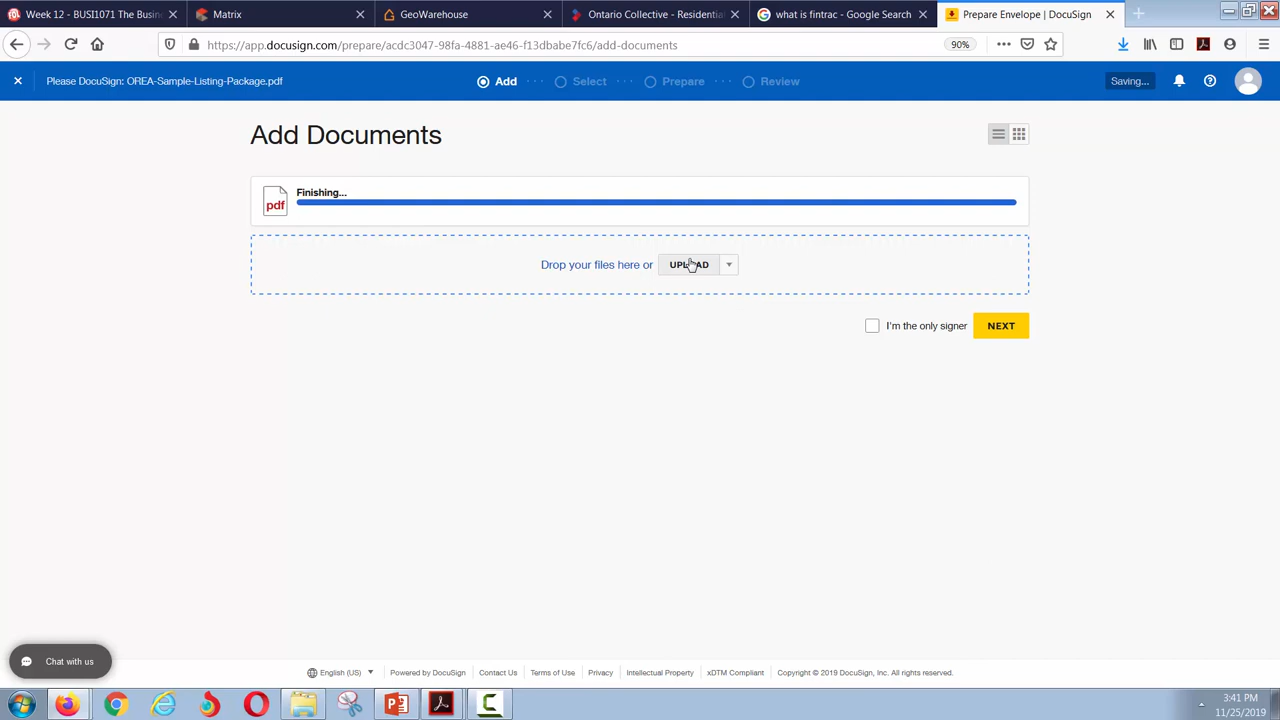 Week 12 - BUSI1071 The Busin
Matrix
GeoWarehouse
Ontario Collective - Residentia
what is fintrac - Google Search
Prepare Envelope | DocuSign
https://app.docusign.com/prepare/acdc3047-98fa-4881-ae46-f13dbabe7fc6/add-documents
90%
Please DocuSign: OREA-Sample-Listing-Package.pdf
Add
Select
Prepare
Review
Saving...
Add Documents
Finishing...
pdf
Drop your files here or
UPLOAD
I'm the only signer
NEXT
Chat with us
English (US)
Powered by DocuSign
Contact Us
Terms of Use
Privacy
Intellectual Property
xDTM Compliant
Copyright © 2019 DocuSign, Inc. All rights reserved.
3:41 PM
11/25/2019